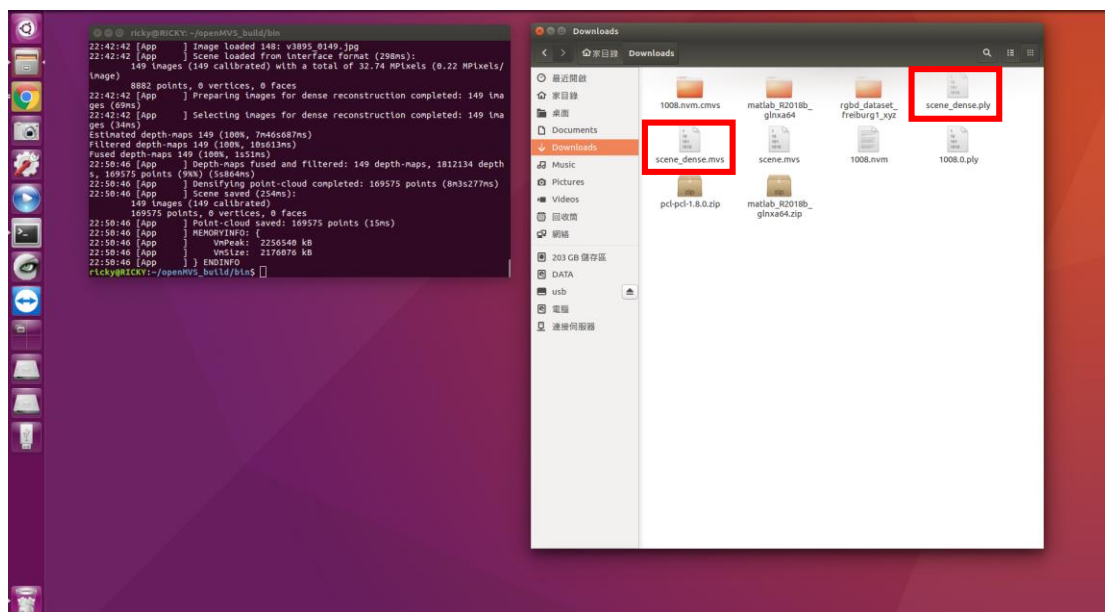 ricky@RICKY: ~/openMVS_build/bin
22:42:42 [App     ] Image loaded 148: v3895_0149.jpg
22:42:42 [App     ] Scene loaded from interface format (298ms):
149 images (149 calibrated) with a total of 32.74 MPixels (0.22 MPixels/
image)
8882 points, 0 vertices, 0 faces
22:42:42 [App     ] Preparing images for dense reconstruction completed: 149 ima
ges (69ms)
22:42:42 [App     ] Selecting images for dense reconstruction completed: 149 ima
ges (34ms)
Estimated depth-maps 149 (100%, 7m46s687ms)
Filtered depth-maps 149 (100%, 10s613ms)
Fused depth-maps 149 (100%, 1s51ms)
22:50:46 [App     ] Depth-maps fused and filtered: 149 depth-maps, 1812134 depth
s, 169575 points (9%%) (5s864ms)
22:50:46 [App     ] Densifying point-cloud completed: 169575 points (8m3s277ms)
22:50:46 [App     ] Scene saved (254ms):
149 images (149 calibrated)
169575 points, 0 vertices, 0 faces
22:50:46 [App     ] Point-cloud saved: 169575 points (15ms)
22:50:46 [App     ] MEMORYINFO: {
22:50:46 [App     ] VmPeak: 2256540 kB
22:50:46 [App     ] VmSize: 2176076 kB
22:50:46 [App     ] } ENDINFO
ricky@RICKY:~/openMVS_build/bin$
Downloads
家目錄 Downloads
最近開啟
家目錄
桌面
Documents
Downloads
Music
Pictures
Videos
回收筒
網絡
203 GB 儲存區
DATA
usb
電腦
連接伺服器
1008.nvm.cmvs
matlab_R2018b_
glnxa64
rgbd_dataset_
freiburg1_xyz
scene_dense.ply
scene_dense.mvs
scene.mvs
1008.nvm
1008.0.ply
pcl-pcl-1.8.0.zip
matlab_R2018b_
glnxa64.zip